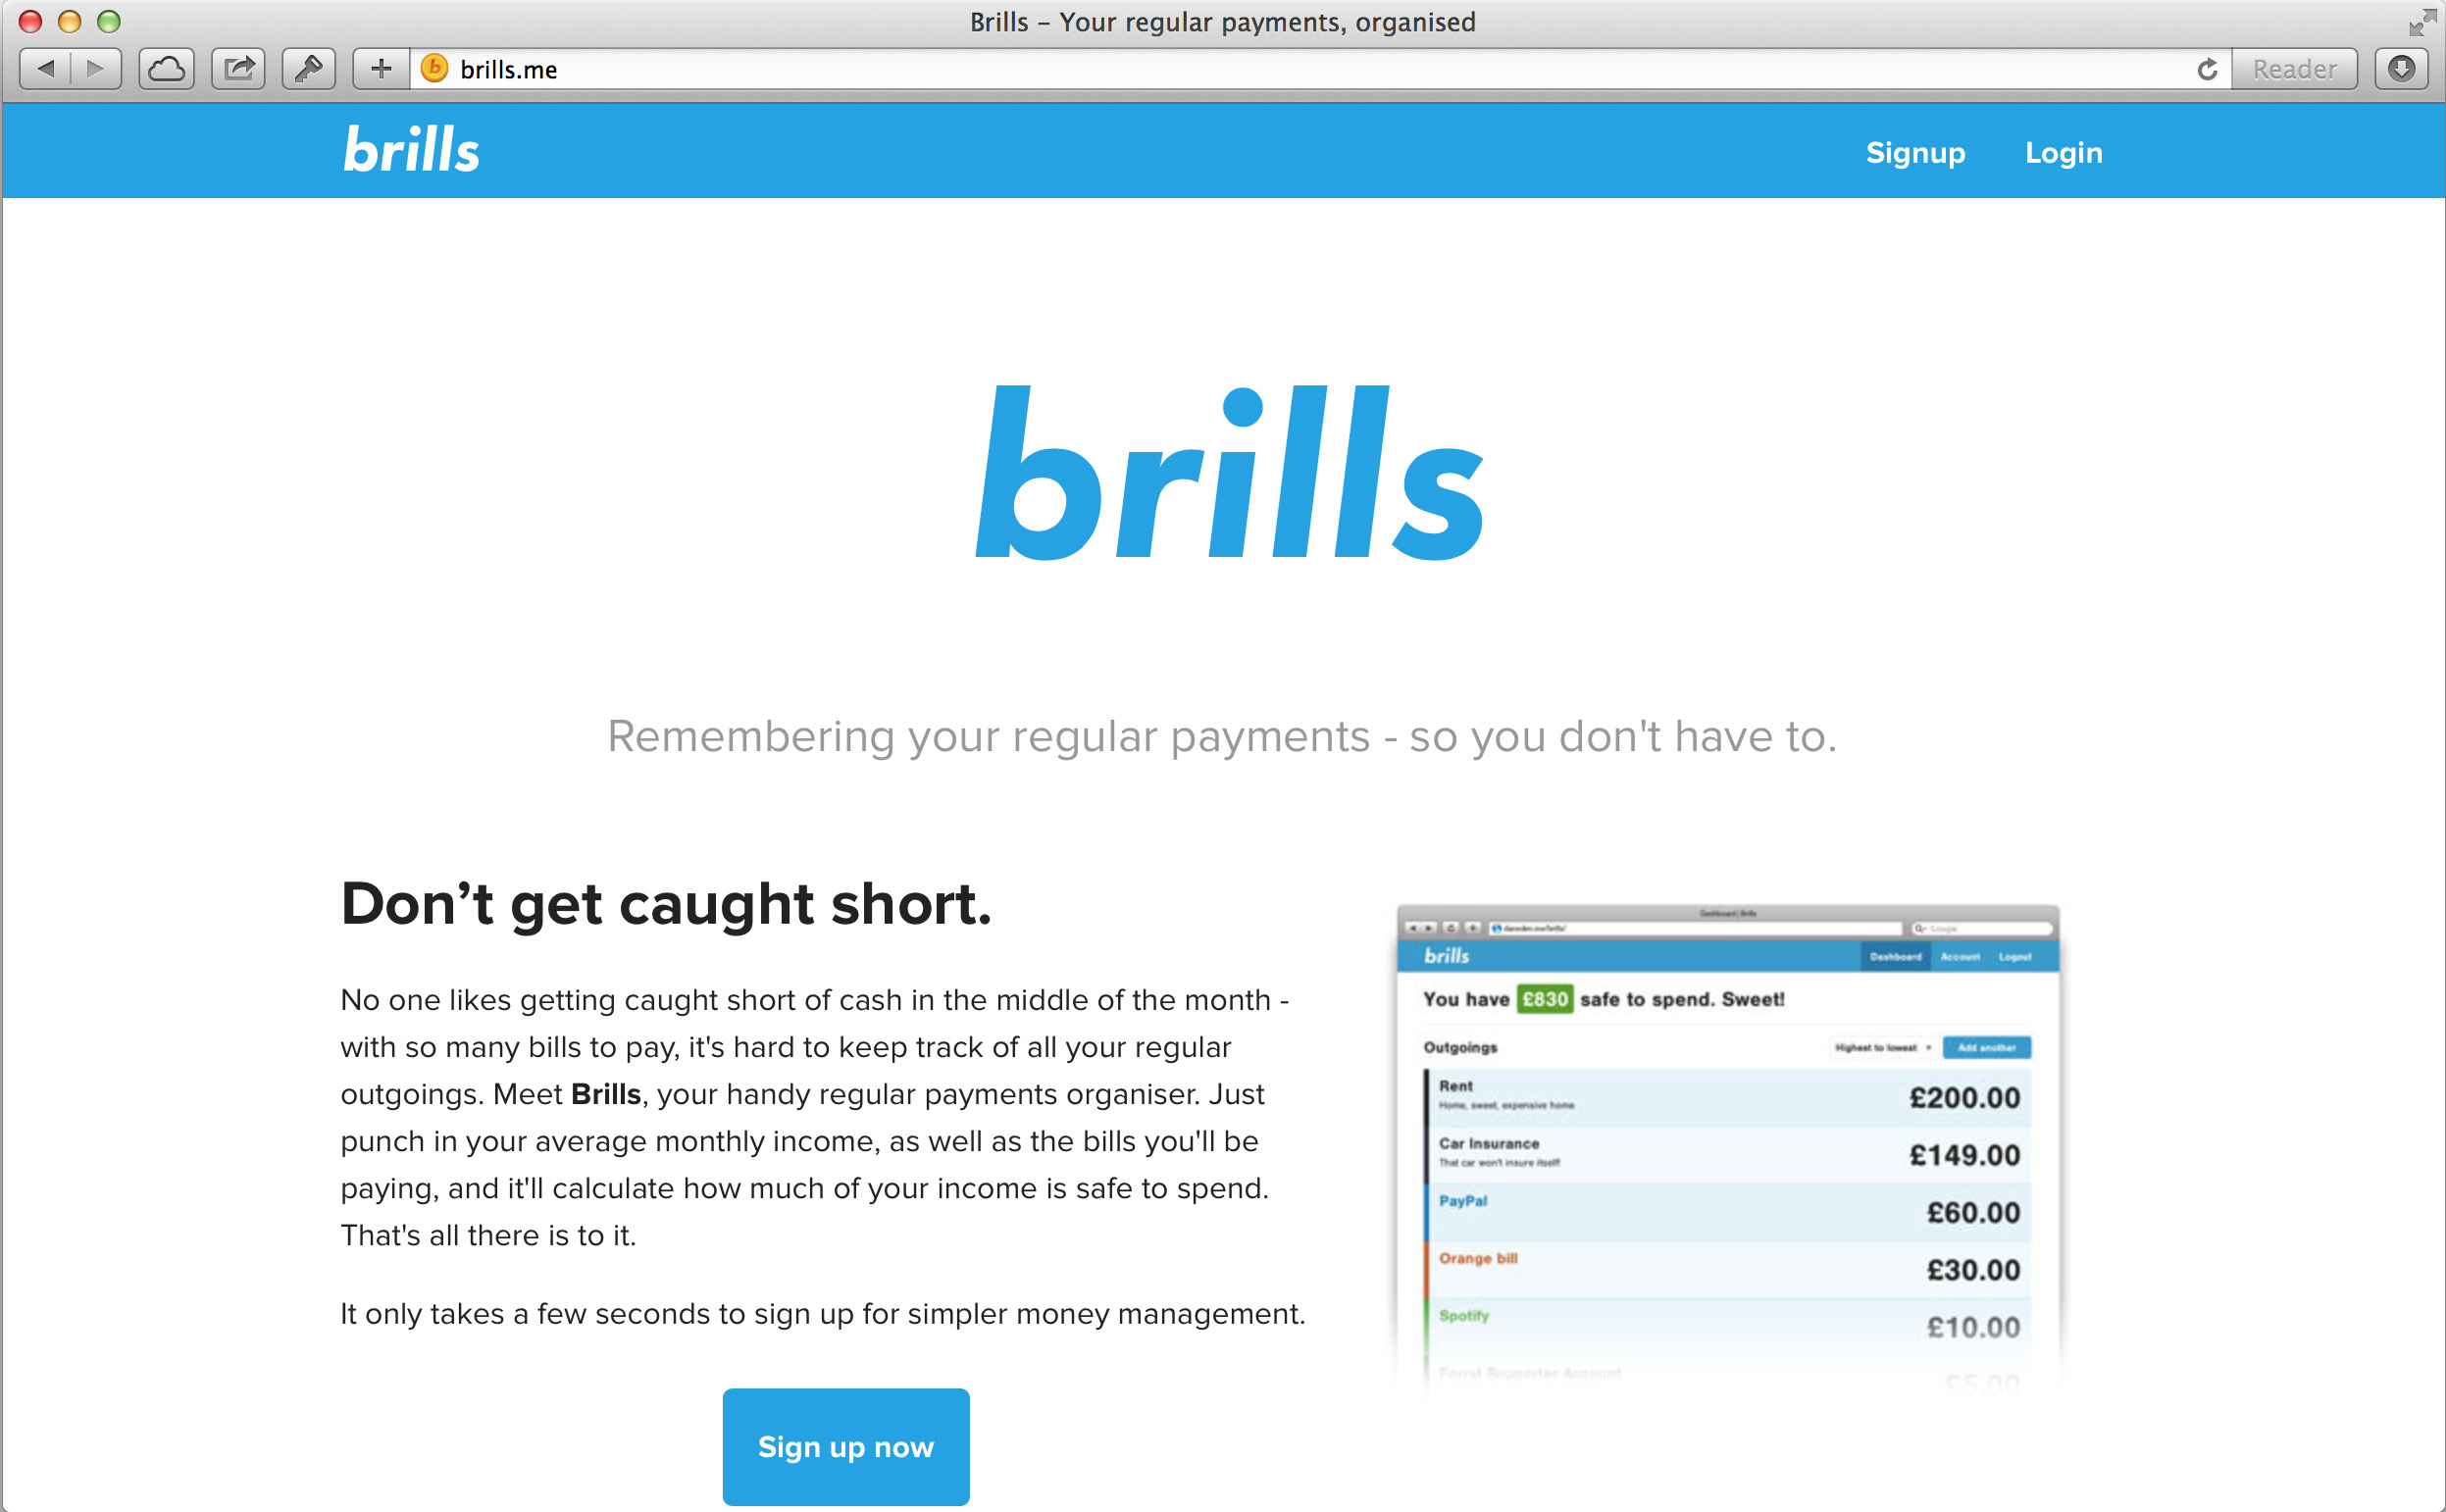 Brills – Your regular payments, organised
b brills.me Reader
brills Signup Login
brills
Remembering your regular payments - so you don't have to.
Don’t get caught short.
No one likes getting caught short of cash in the middle of the month -
with so many bills to pay, it's hard to keep track of all your regular
outgoings. Meet Brills, your handy regular payments organiser. Just
punch in your average monthly income, as well as the bills you'll be
paying, and it'll calculate how much of your income is safe to spend.
That's all there is to it.
It only takes a few seconds to sign up for simpler money management.
Sign up now
Dashboard | Brills
Google
brills Dashboard Account Logout
You have £830 safe to spend. Sweet!
Outgoings Highest to lowest Add another
Rent £200.00
Home, sweet, expensive home
Car Insurance £149.00
That car won't insure itself!
PayPal £60.00
Orange bill £30.00
Spotify £10.00
Forrst Supporter Account £5.00